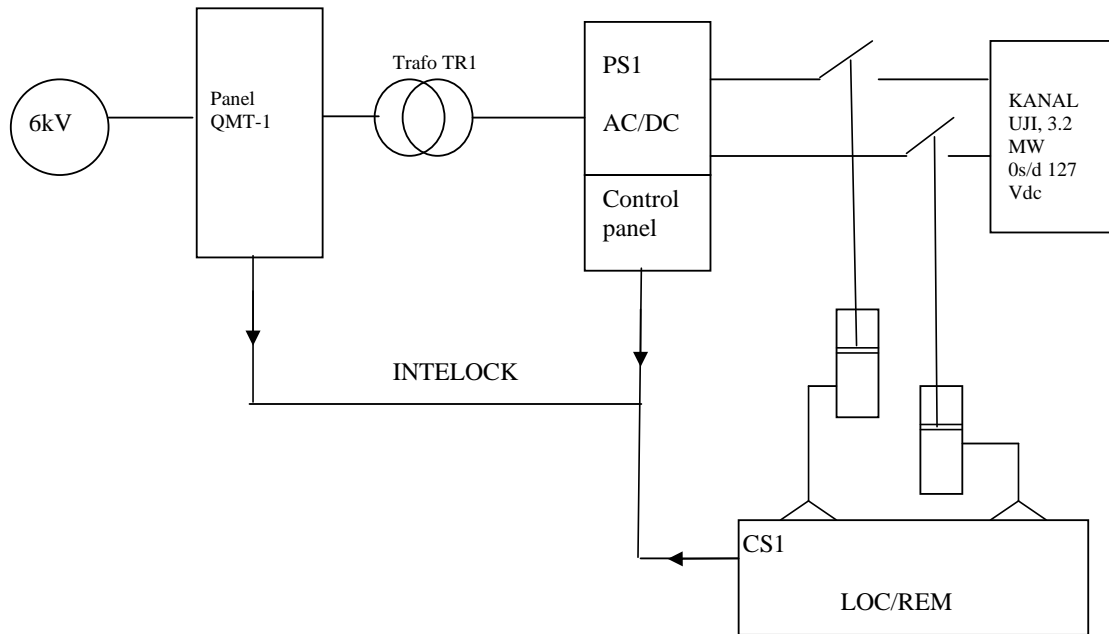 6kV
Panel
QMT-1
Trafo TR1
PS1
AC/DC
Control
panel
KANAL
UJI, 3.2
MW
0s/d 127
Vdc
INTELOCK
CS1
LOC/REM